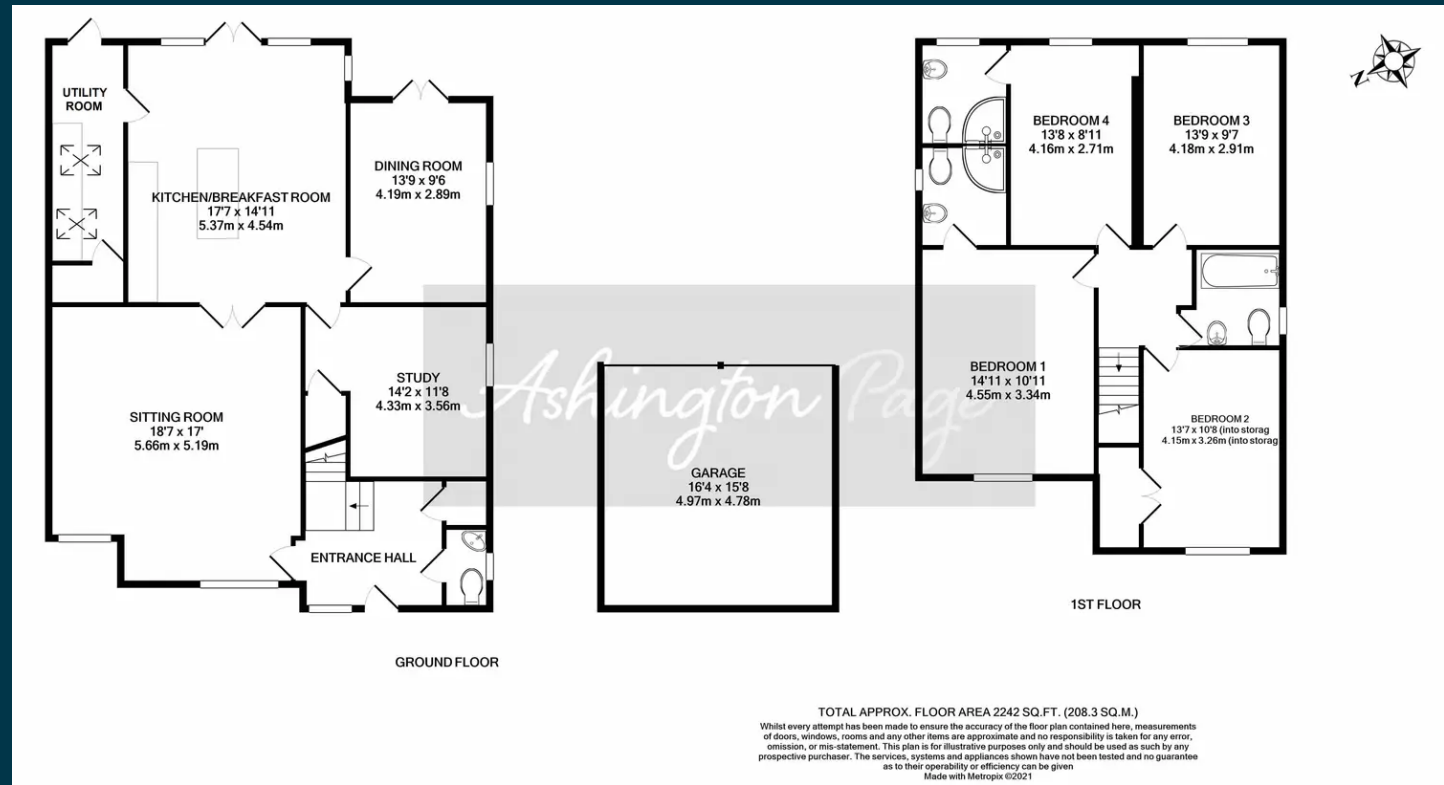 UTILITY
ROOM
KITCHEN/BREAKFAST ROOM
17'7 x 14'11
5.37m x 4.54m
DINING ROOM
13'9 x 9'6
4.19m x 2.89m
SITTING ROOM
18'7 x 17'
5.66m x 5.19m
STUDY
14'2 x 11'8
4.33m x 3.56m
ENTRANCE HALL
GROUND FLOOR
Ashington Page
GARAGE
16'4 x 15'8
4.97m x 4.78m
N
BEDROOM 4
13'8 x 8'11
4.16m x 2.71m
BEDROOM 3
13'9 x 9'7
4.18m x 2.91m
BEDROOM 1
14'11 x 10'11
4.55m x 3.34m
BEDROOM 2
13'7 x 10'8 (into storag
4.15m x 3.26m (into storag
1ST FLOOR
TOTAL APPROX. FLOOR AREA 2242 SQ.FT. (208.3 SQ.M.)
Whilst every attempt has been made to ensure the accuracy of the floor plan contained here, measurements
of doors, windows, rooms and any other items are approximate and no responsibility is taken for any error,
omission, or mis-statement. This plan is for illustrative purposes only and should be used as such by any
prospective purchaser. The services, systems and appliances shown have not been tested and no guarantee
as to their operability or efficiency can be given
Made with Metropix ©2021